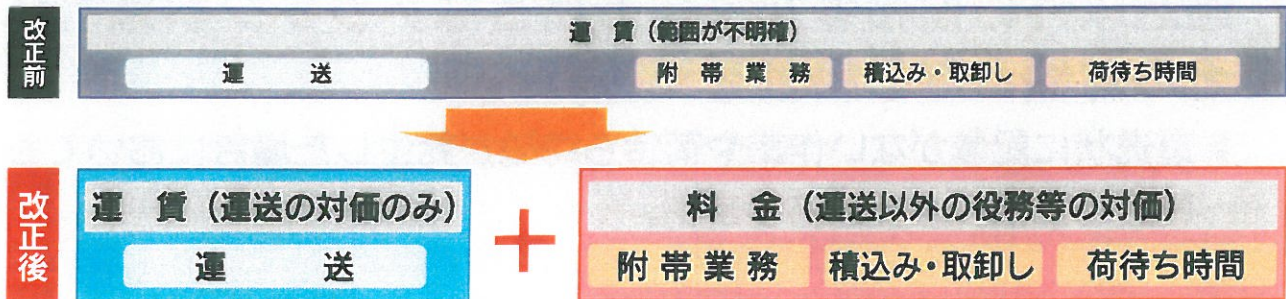 改正前
運 賃（範囲が不明確）
運 送 附帯業務 積込み・取卸し 荷待ち時間
改正後
運 賃（運送の対価のみ） + 料 金（運送以外の役務等の対価）
運 送 附帯業務 積込み・取卸し 荷待ち時間